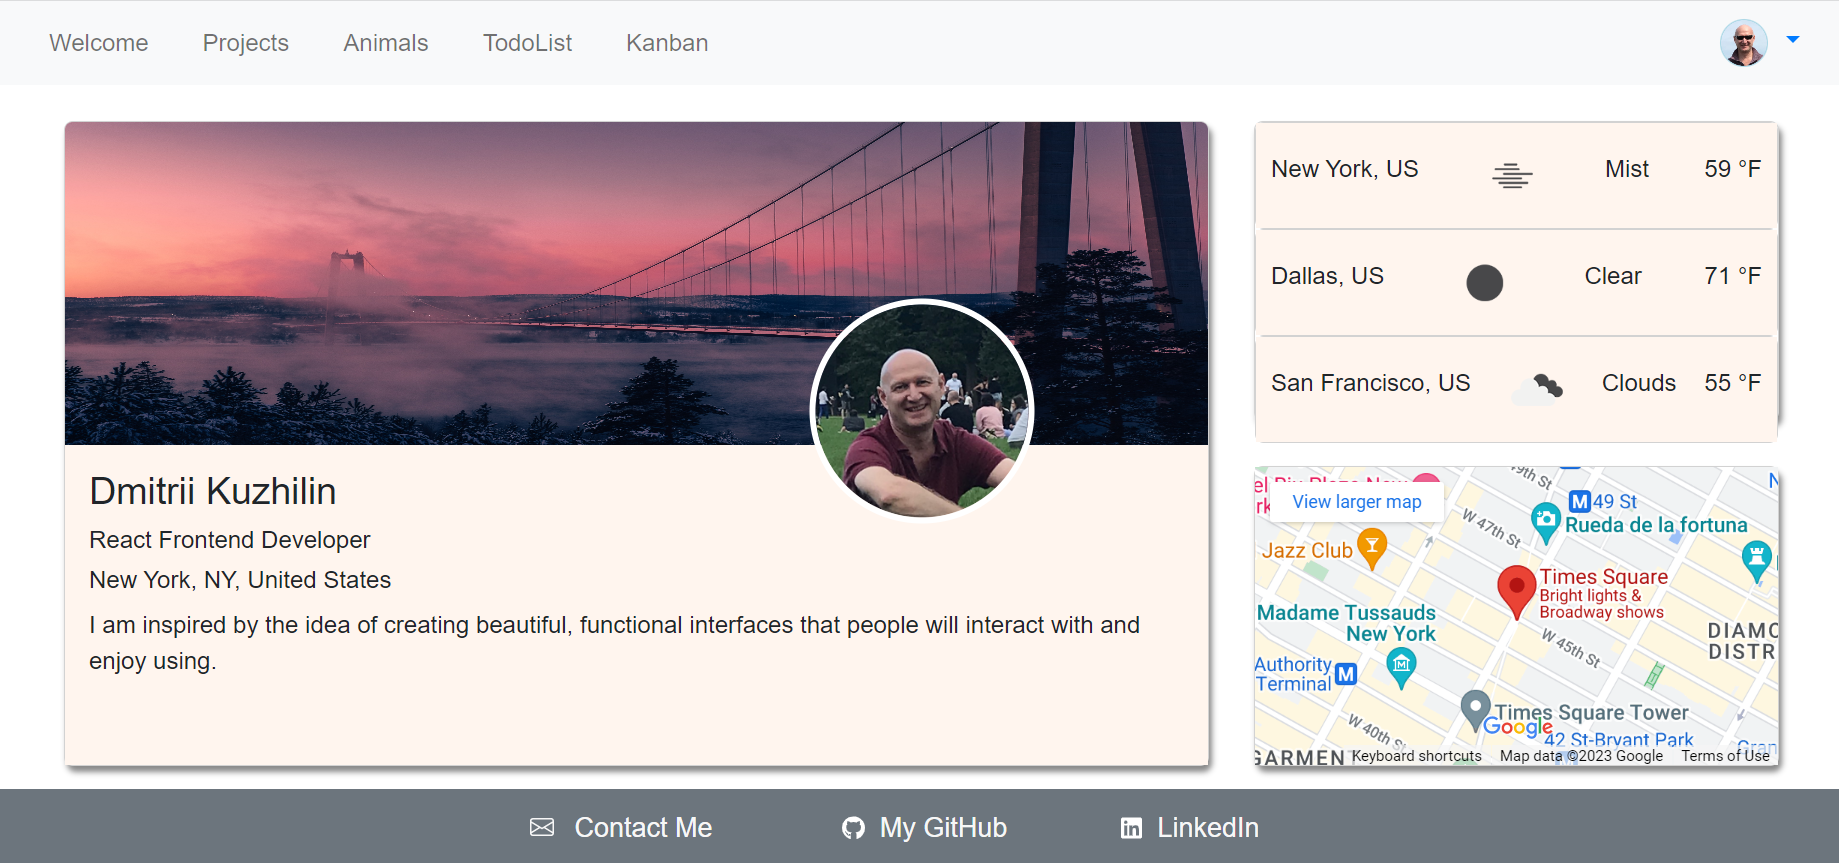 Welcome
Projects
Animals
TodoList
Kanban
Dmitrii Kuzhilin
React Frontend Developer
New York, NY, United States
I am inspired by the idea of creating beautiful, functional interfaces that people will interact with and
enjoy using.
New York, US Mist 59 °F
Dallas, US Clear 71 °F
San Francisco, US Clouds 55 °F
View larger map
49th St
M 49 St
W 47th St
Rueda de la fortuna
Jazz Club
Times Square
Bright lights &
Broadway shows
Madame Tussauds
New York
W 45th St
Authority
Terminal
M
Times Square Tower
Google
W 40th St
42 St-Bryant Park
Keyboard shortcuts
Map data ©2023 Google
Terms of Use
Contact Me
My GitHub
LinkedIn